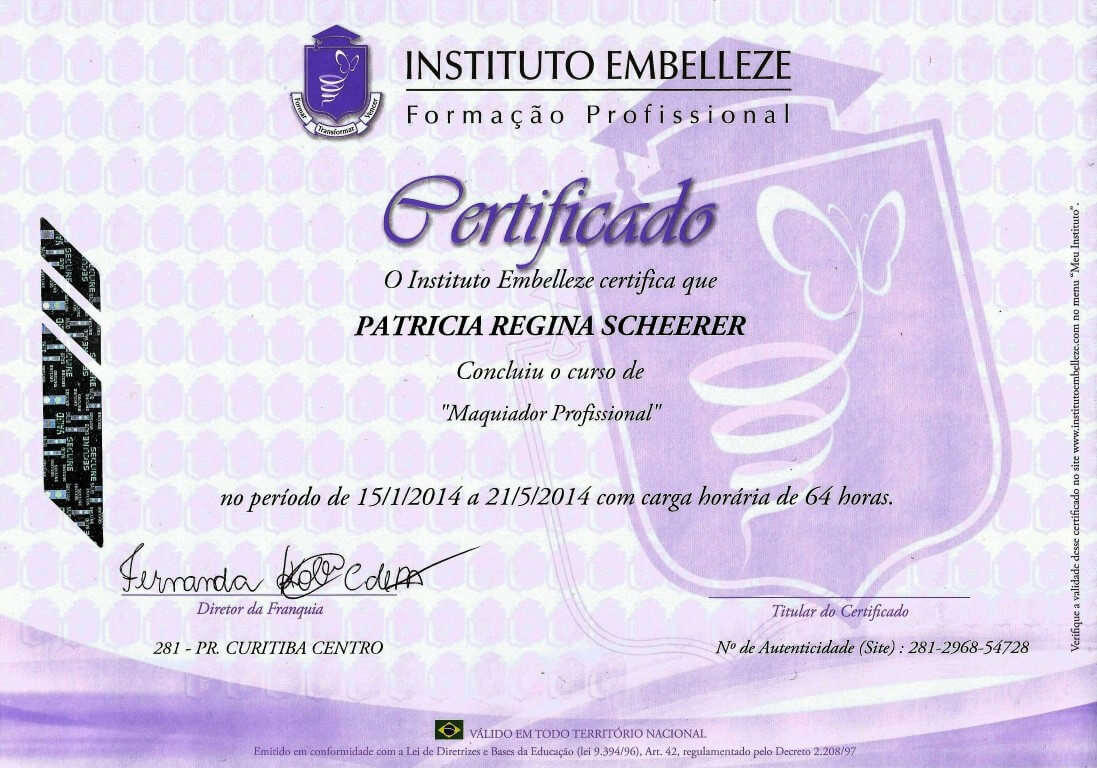 INSTITUTO EMBELLEZE
Formação Profissional
Formar Transformar Vencer
Certificado
O Instituto Embelleze certifica que
PATRICIA REGINA SCHEERER
Concluiu o curso de
"Maquiador Profissional"
no período de 15/1/2014 a 21/5/2014 com carga horária de 64 horas.
Fernanda
Diretor da Franquia
Titular do Certificado
281 - PR. CURITIBA CENTRO
Nº de Autenticidade (Site) : 281-2968-54728
VÁLIDO EM TODO TERRITÓRIO NACIONAL
Emitido em conformidade com a Lei de Diretrizes e Bases da Educação (lei 9.394/96), Art. 42, regulamentado pelo Decreto 2.208/97
Verifique a validade desse certificado no site www.institutoembelleze.com no menu "Meu Instituto".
SECURE